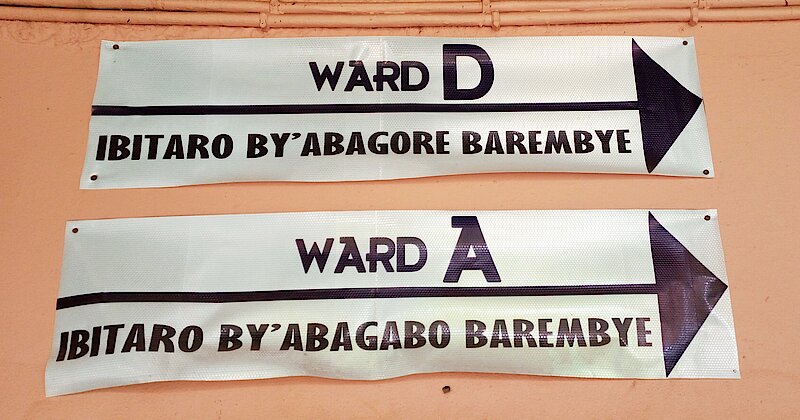 WARD D
IBITARO BY'ABAGORE BAREMBYE
WARD A
IBITARO BY'ABAGABO BAREMBYE